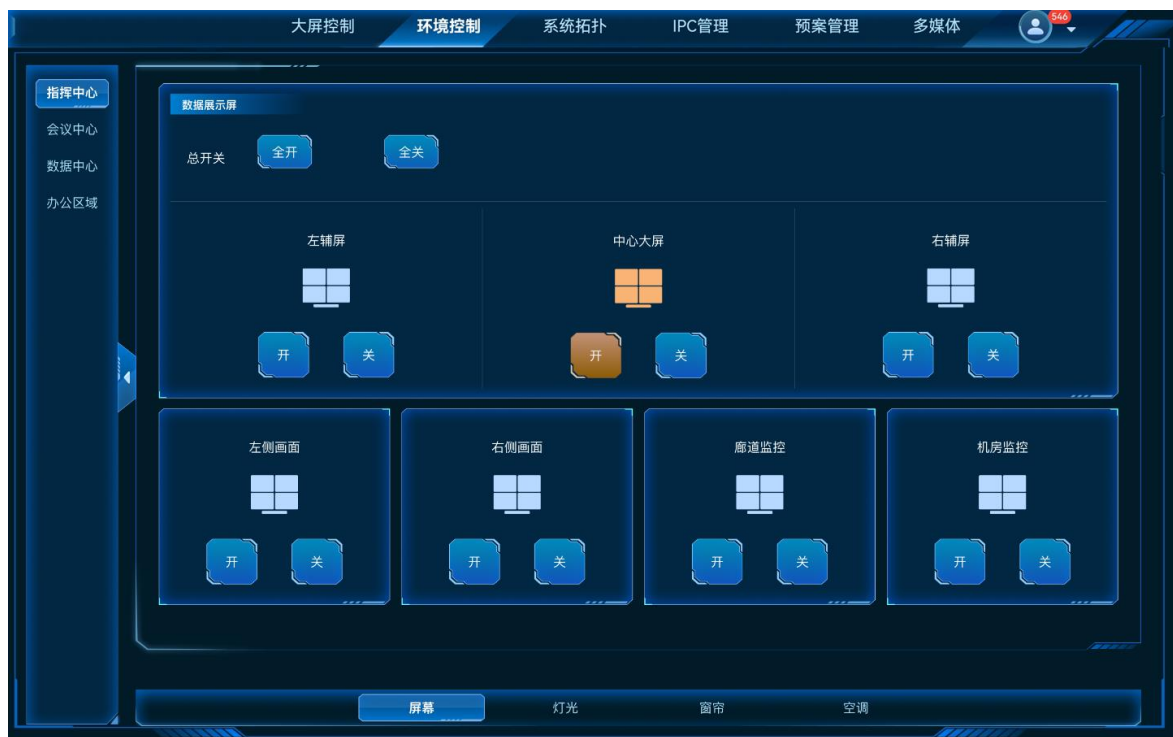 大屏控制 环境控制 系统拓扑 IPC管理 预案管理 多媒体 546
指挥中心
会议中心
数据中心
办公区域
数据展示屏
总开关 全开 全关
左辅屏 中心大屏 右辅屏
开 关 开 关 开 关
左侧画面 右侧画面 廊道监控 机房监控
开 关 开 关 开 关 开 关
屏幕 灯光 窗帘 空调